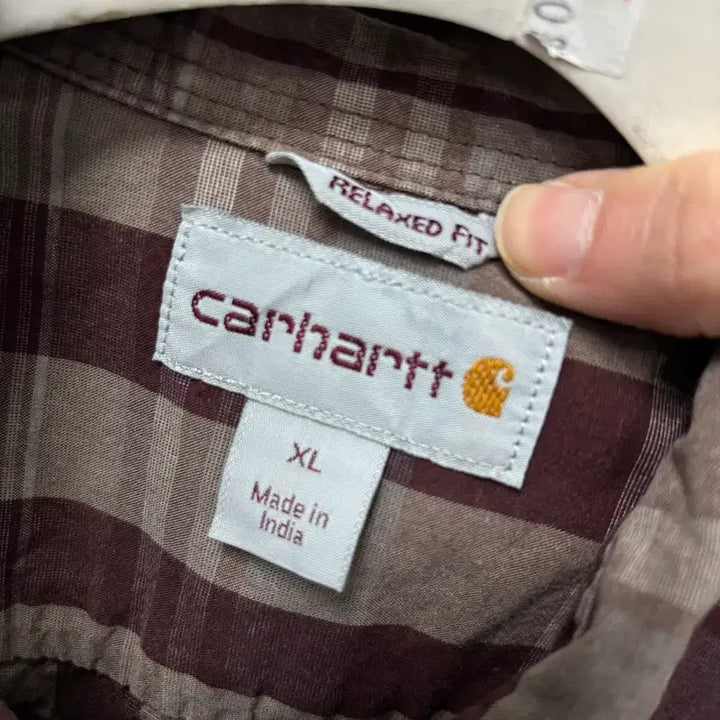 RELAXED FIT
carhartt
XL
Made in
India